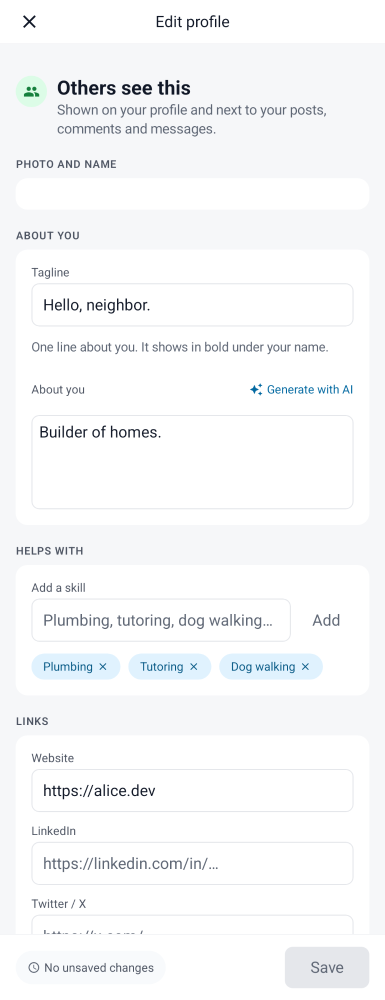 Edit profile
Others see this
Shown on your profile and next to your posts,
comments and messages.
PHOTO AND NAME
ABOUT YOU
Tagline
Hello, neighbor.
One line about you. It shows in bold under your name.
About you
Generate with AI
Builder of homes.
HELPS WITH
Add a skill
Plumbing, tutoring, dog walking…
Add
Plumbing
Tutoring
Dog walking
LINKS
Website
https://alice.dev
LinkedIn
https://linkedin.com/in/…
Twitter / X
No unsaved changes
Save